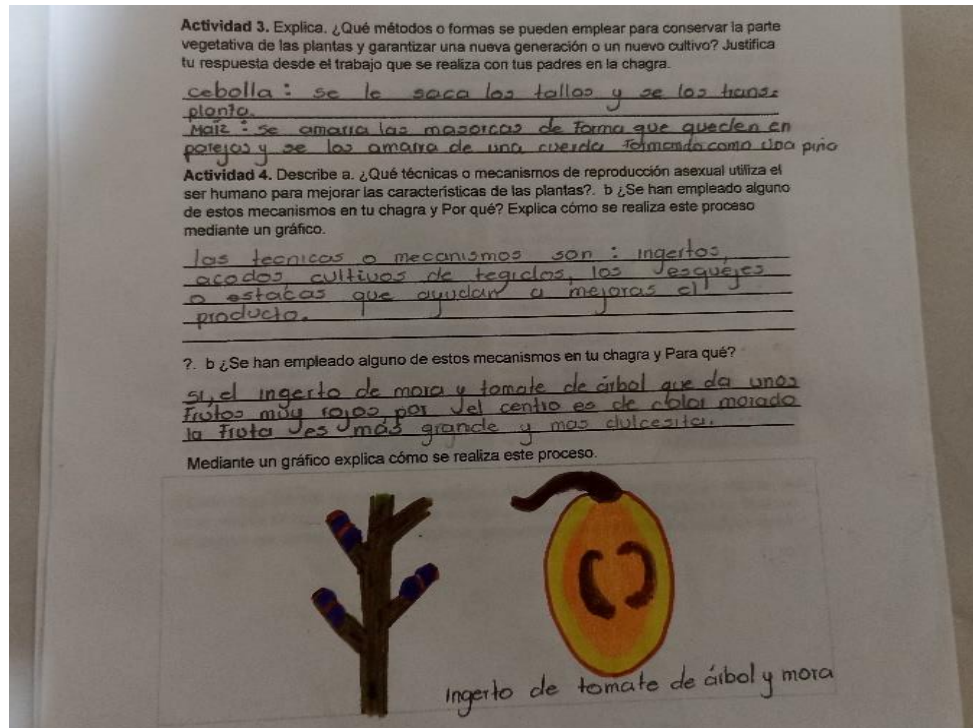 Actividad 3. Explica. ¿Qué métodos o formas se pueden emplear para conservar la parte
vegetativa de las plantas y garantizar una nueva generación o un nuevo cultivo? Justifica
tu respuesta desde el trabajo que se realiza con tus padres en la chagra.
cebolla: se le saca los tallos y se los trans-
planta.
Maiz: se amarra las masorcas de forma que queden en
parejas y se las amarra de una cuerda formando como una piña
Actividad 4. Describe a. ¿Qué técnicas o mecanismos de reproducción asexual utiliza el
ser humano para mejorar las características de las plantas?. b ¿Se han empleado alguno
de estos mecanismos en tu chagra y Por qué? Explica cómo se realiza este proceso
mediante un gráfico.
las tecnicas o mecanismos son: ingertos,
acodos cultivos de tegidos, los esquejes
o estacas que ayudan a mejoras el
producto.
?. b ¿Se han empleado alguno de estos mecanismos en tu chagra y Para qué?
si, el ingerto de mora y tomate de árbol que da unos
frutos muy rojos por el centro es de color morado
la fruta es más grande y mas dulcesita.
Mediante un gráfico explica cómo se realiza este proceso.
Ingerto de tomate de árbol y mora